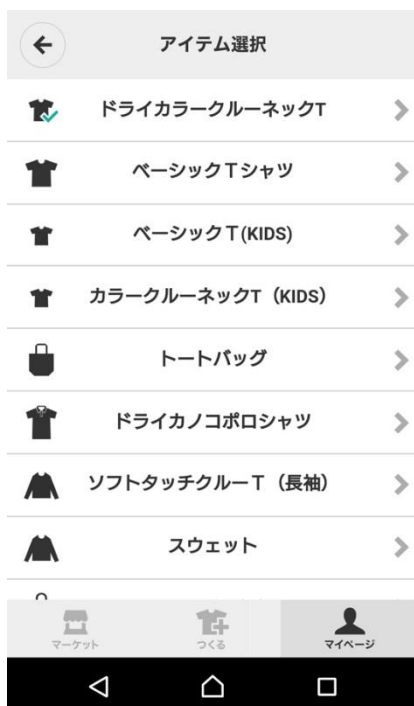 アイテム選択
ドライカラークルーネックT
ベーシックTシャツ
ベーシックT(KIDS)
カラークルーネックT（KIDS）
トートバッグ
ドライカノコポロシャツ
ソフトタッチクルーT（長袖）
スウェット
マーケット
つくる
マイページ